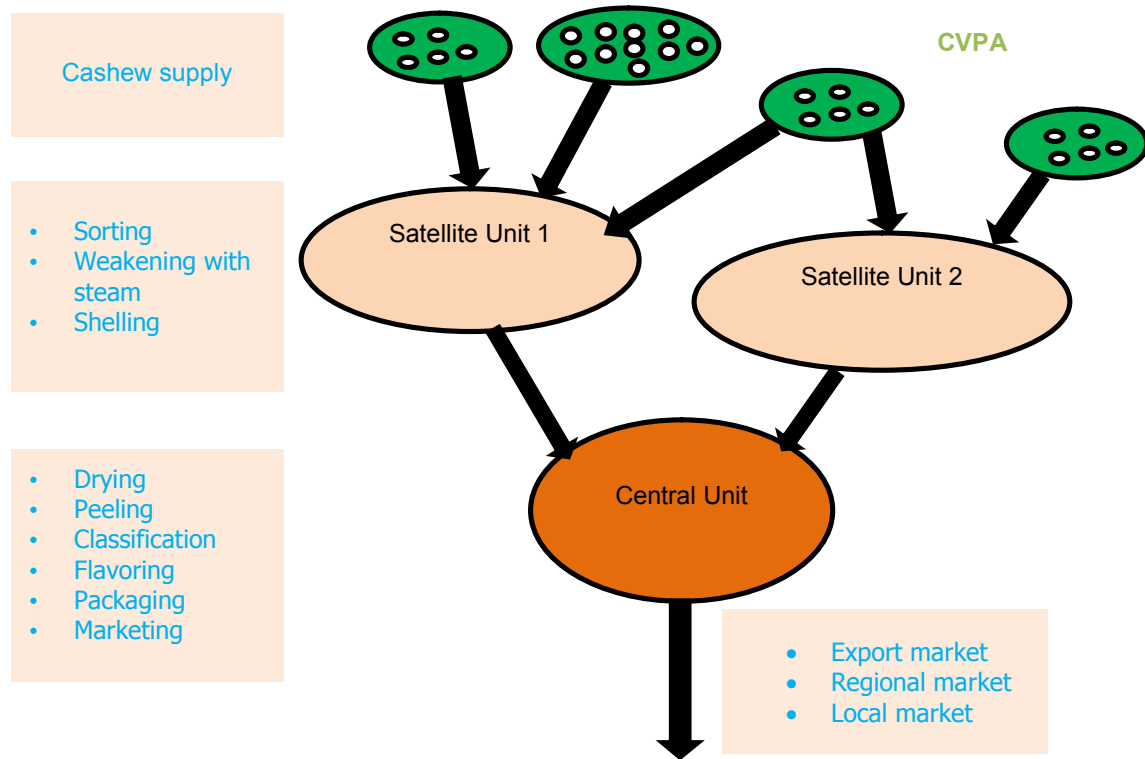 CVPA
Cashew supply
Satellite Unit 1
Satellite Unit 2
• Sorting
• Weakening with
steam
• Shelling
Central Unit
• Drying
• Peeling
• Classification
• Flavoring
• Packaging
• Marketing
• Export market
• Regional market
• Local market